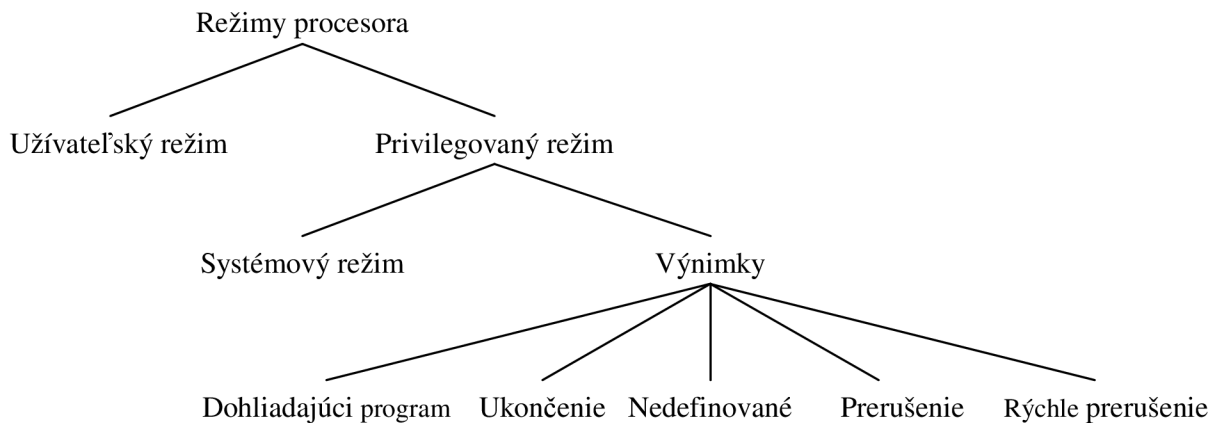 Režimy procesora
Užívateľský režim Privilegovaný režim
Systémový režim Výnimky
Dohliadajúci program Ukončenie Nedefinované Prerušenie Rýchle prerušenie